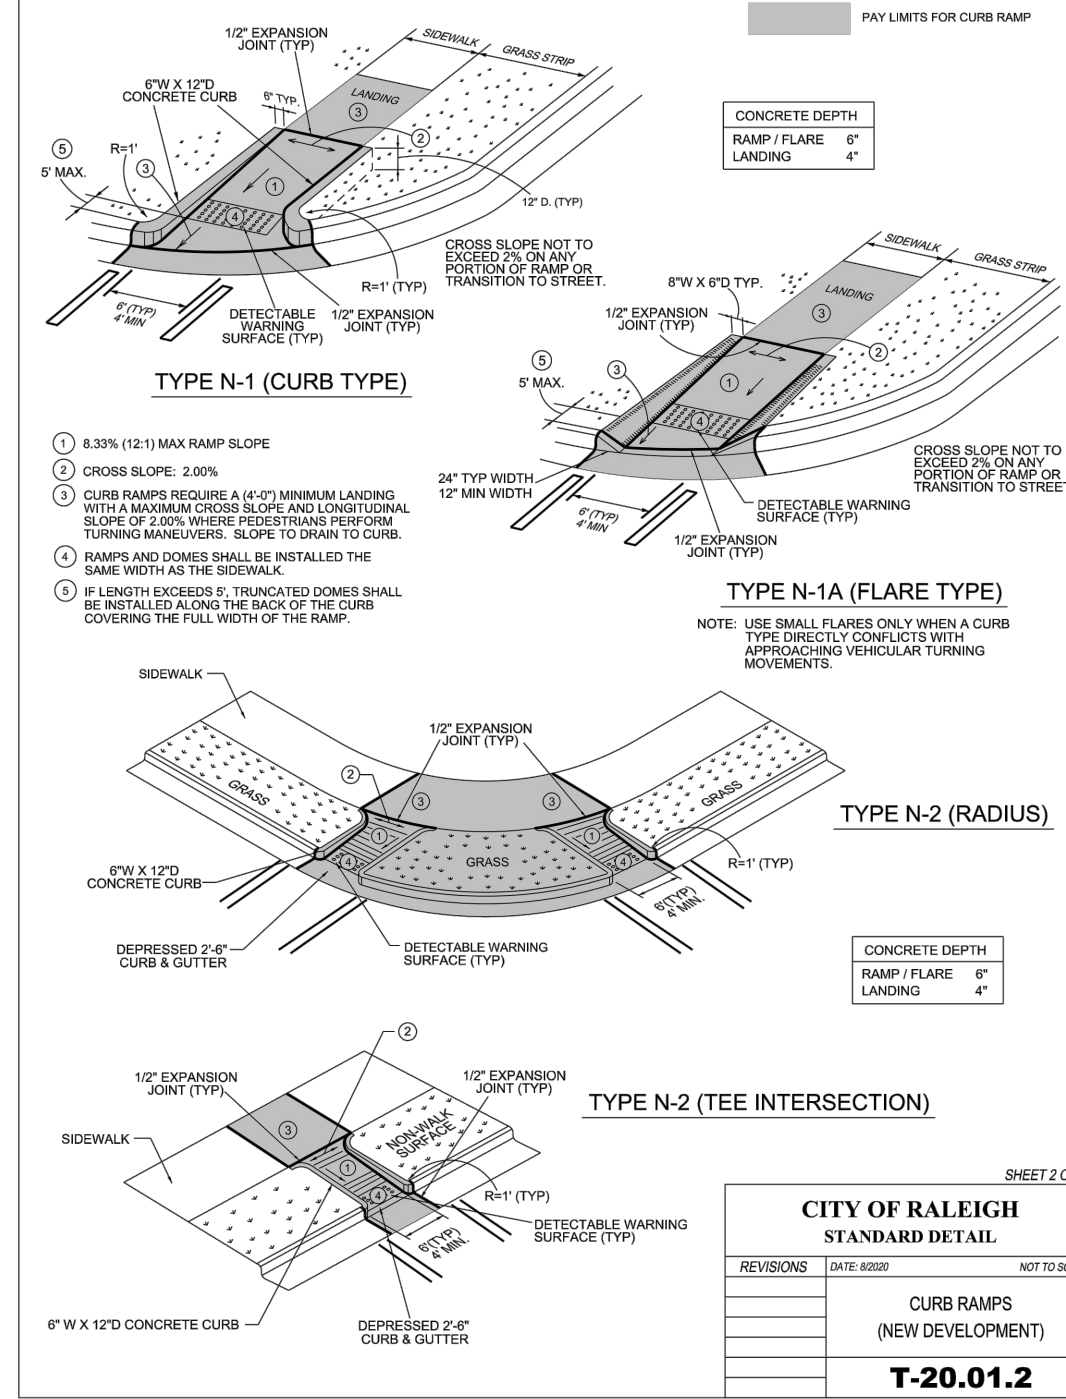 PAY LIMITS FOR CURB RAMP
1/2" EXPANSION
JOINT (TYP)
SIDEWALK
GRASS STRIP
6"W X 12"D
CONCRETE CURB
6" TYP.
LANDING
3
2
5
5' MAX.
R=1'
3
1
4
12" D. (TYP)
CROSS SLOPE NOT TO
EXCEED 2% ON ANY
PORTION OF RAMP OR
TRANSITION TO STREET.
R=1' (TYP)
6' (TYP)
4' MIN
DETECTABLE
WARNING
SURFACE (TYP)
1/2" EXPANSION
JOINT (TYP)
TYPE N-1 (CURB TYPE)
CONCRETE DEPTH
RAMP / FLARE 6"
LANDING 4"
SIDEWALK
GRASS STRIP
8"W X 6"D TYP.
LANDING
1/2" EXPANSION
JOINT (TYP)
3
2
5
5' MAX.
3
1
4
24" TYP WIDTH
12" MIN WIDTH
6' (TYP)
4' MIN
CROSS SLOPE NOT TO
EXCEED 2% ON ANY
PORTION OF RAMP OR
TRANSITION TO STREET
DETECTABLE WARNING
SURFACE (TYP)
1/2" EXPANSION
JOINT (TYP)
TYPE N-1A (FLARE TYPE)
NOTE: USE SMALL FLARES ONLY WHEN A CURB
TYPE DIRECTLY CONFLICTS WITH
APPROACHING VEHICULAR TURNING
MOVEMENTS.
1 8.33% (12:1) MAX RAMP SLOPE
2 CROSS SLOPE: 2.00%
3 CURB RAMPS REQUIRE A (4'-0") MINIMUM LANDING
WITH A MAXIMUM CROSS SLOPE AND LONGITUDINAL
SLOPE OF 2.00% WHERE PEDESTRIANS PERFORM
TURNING MANEUVERS. SLOPE TO DRAIN TO CURB.
4 RAMPS AND DOMES SHALL BE INSTALLED THE
SAME WIDTH AS THE SIDEWALK.
5 IF LENGTH EXCEEDS 5', TRUNCATED DOMES SHALL
BE INSTALLED ALONG THE BACK OF THE CURB
COVERING THE FULL WIDTH OF THE RAMP.
SIDEWALK
1/2" EXPANSION
JOINT (TYP)
2
GRASS
3
3
GRASS
1
1
4
GRASS
4
R=1' (TYP)
6"W X 12"D
CONCRETE CURB
6'(TYP)
4' MIN.
DEPRESSED 2'-6"
CURB & GUTTER
DETECTABLE WARNING
SURFACE (TYP)
TYPE N-2 (RADIUS)
CONCRETE DEPTH
RAMP / FLARE 6"
LANDING 4"
2
1/2" EXPANSION
JOINT (TYP)
1/2" EXPANSION
JOINT (TYP)
SIDEWALK
3
NON-WALK
SURFACE
1
4
R=1' (TYP)
6'(TYP)
4' MIN.
DETECTABLE WARNING
SURFACE (TYP)
6" W X 12"D CONCRETE CURB
DEPRESSED 2'-6"
CURB & GUTTER
TYPE N-2 (TEE INTERSECTION)
SHEET 2 O
CITY OF RALEIGH
STANDARD DETAIL
REVISIONS
DATE: 8/2020
NOT TO SC
CURB RAMPS
(NEW DEVELOPMENT)
T-20.01.2